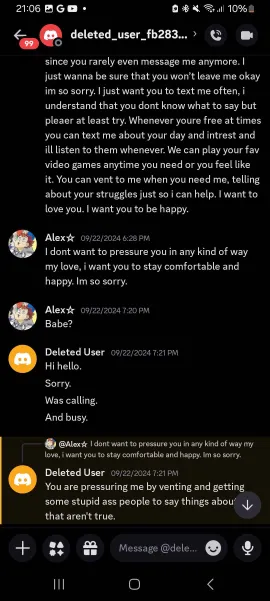 21:06
10%
99
deleted_user_fb283...
since you rarely even message me anymore. I
just wanna be sure that you won't leave me okay
im so sorry. I just want you to text me often, i
understand that you dont know what to say but
pleaer at least try. Whenever youre free at times
you can text me about your day and intrest and
ill listen to them whenever. We can play your fav
video games anytime you need or you feel like
it. You can vent to me when you need me, telling
about your struggles just so i can help. I want to
love you. I want you to be happy.
Alex☆ 09/22/2024 6:28 PM
I dont want to pressure you in any kind of way
my love, i want you to stay comfortable and
happy. Im so sorry.
Alex☆ 09/22/2024 7:20 PM
Babe?
Deleted User 09/22/2024 7:21 PM
Hi hello.
Sorry.
Was calling.
And busy.
@Alex☆ I dont want to pressure you in any kind of way my
love, i want you to stay comfortable and happy. Im so sorry.
Deleted User 09/22/2024 7:21 PM
You are pressuring me by venting and getting
some stupid ass people to say things about
that aren't true.
Message @dele...